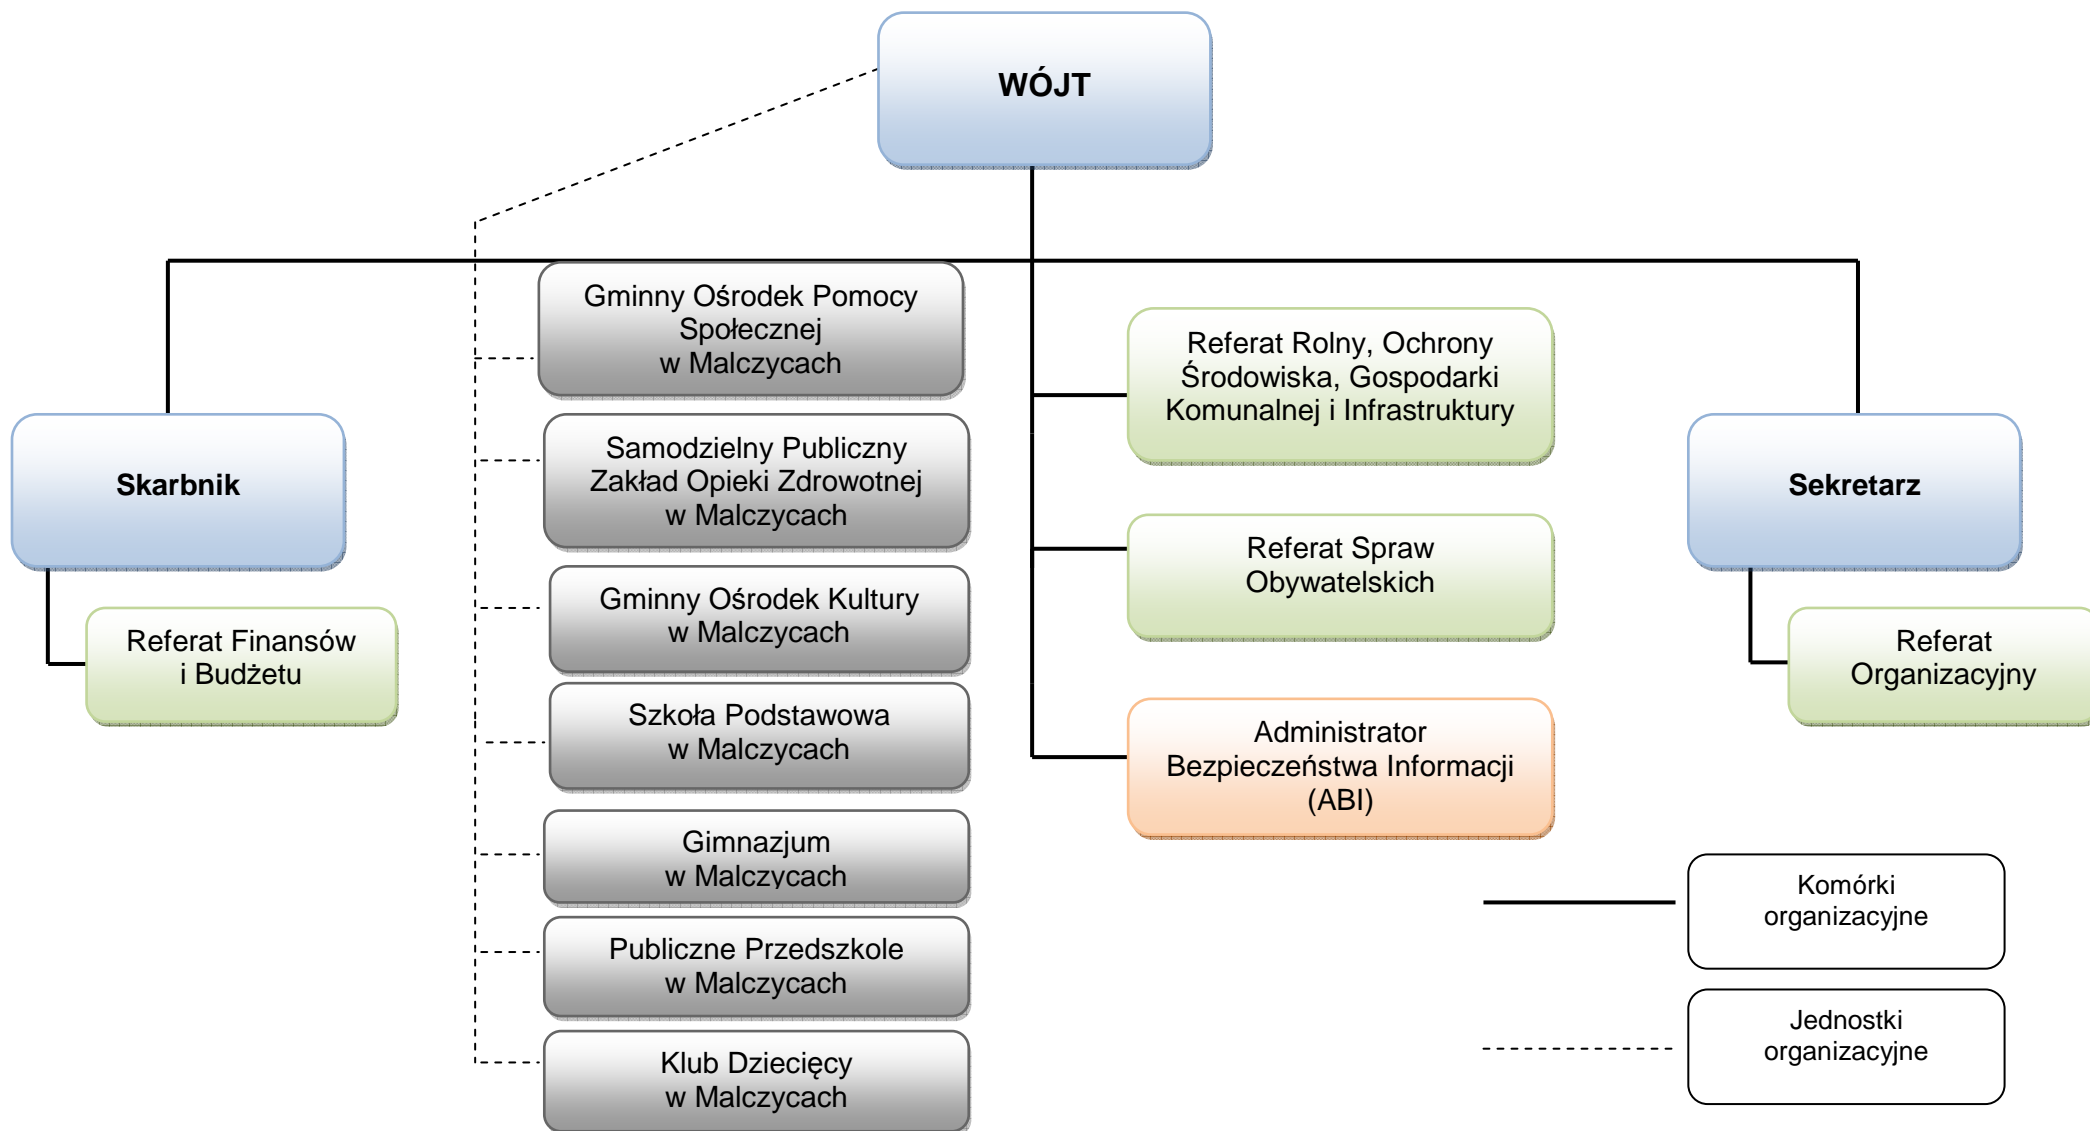 WÓJT
Skarbnik
Referat Finansów
i Budżetu
Gminny Ośrodek Pomocy
Społecznej
w Malczycach
Samodzielny Publiczny
Zakład Opieki Zdrowotnej
w Malczycach
Gminny Ośrodek Kultury
w Malczycach
Szkoła Podstawowa
w Malczycach
Gimnazjum
w Malczycach
Publiczne Przedszkole
w Malczycach
Klub Dziecięcy
w Malczycach
Referat Rolny, Ochrony
Środowiska, Gospodarki
Komunalnej i Infrastruktury
Referat Spraw
Obywatelskich
Administrator
Bezpieczeństwa Informacji
(ABI)
Sekretarz
Referat
Organizacyjny
Komórki
organizacyjne
Jednostki
organizacyjne